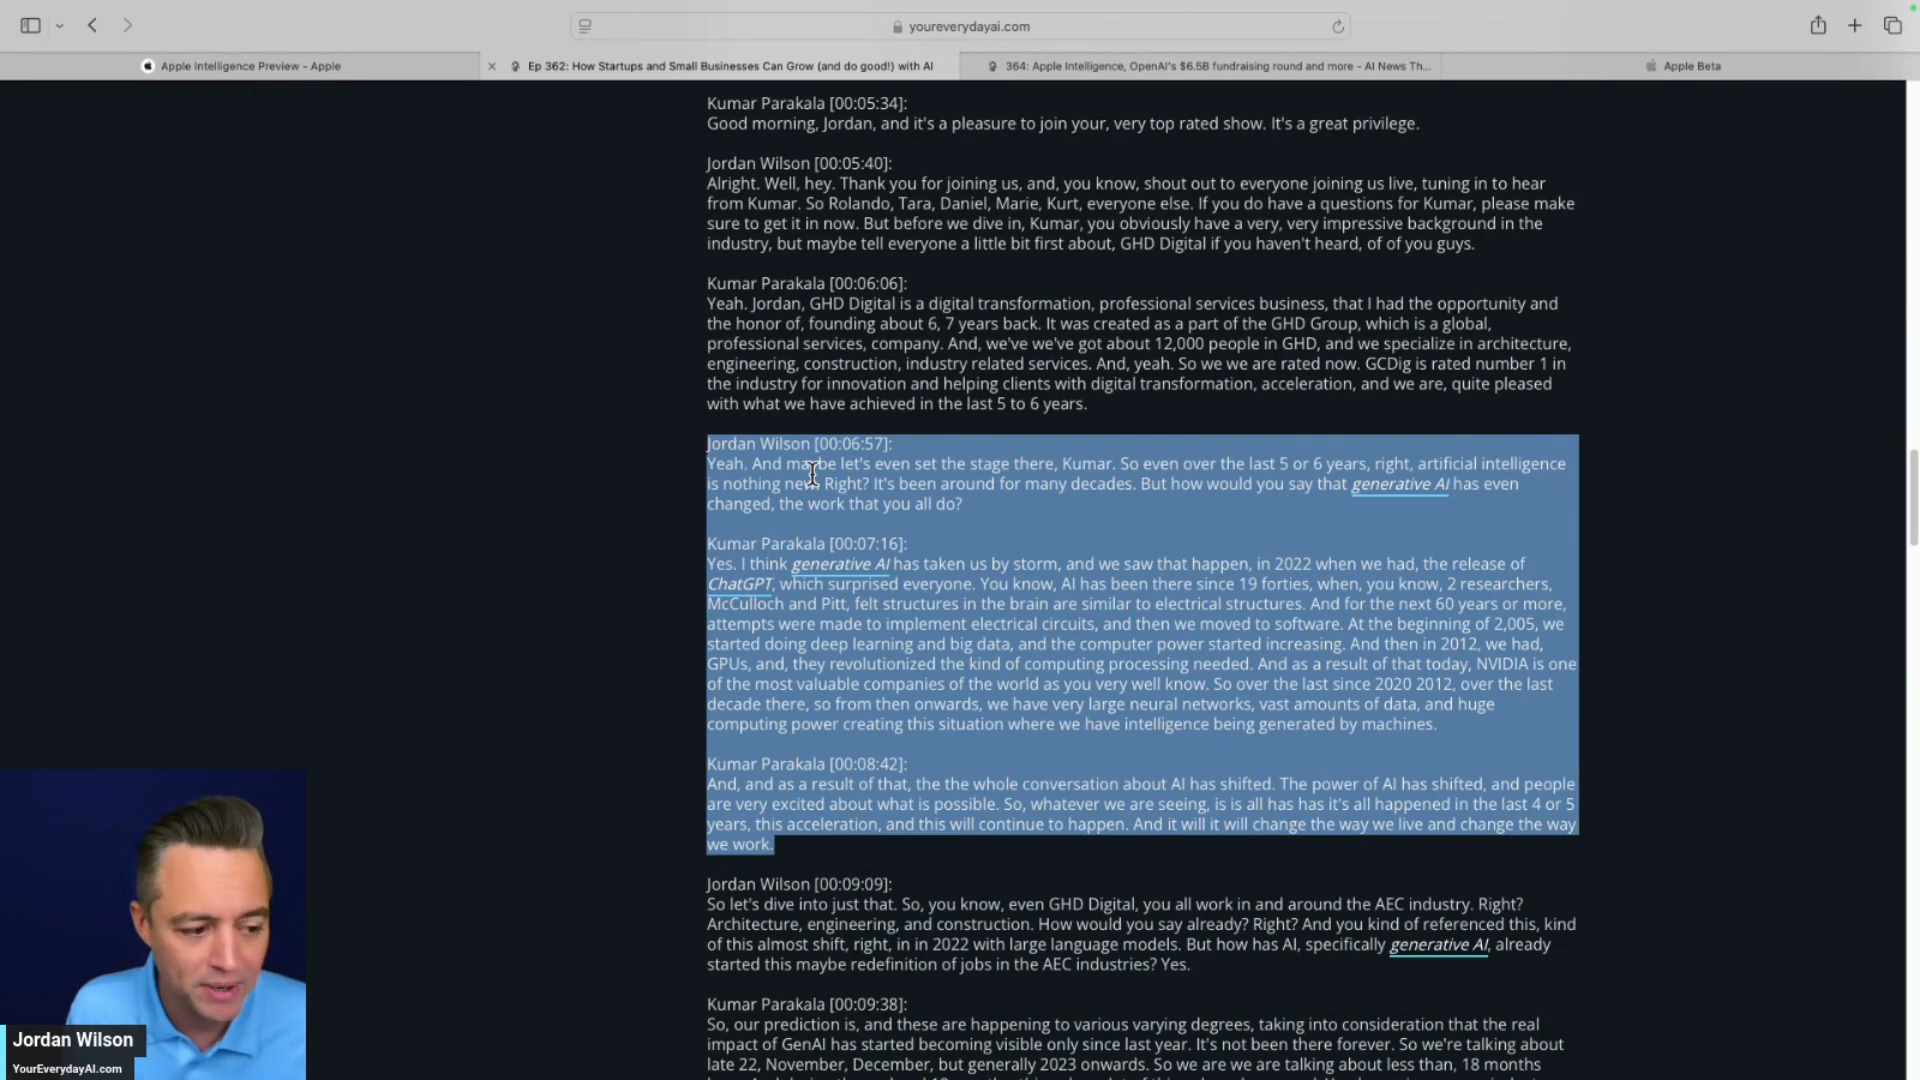 youreverydayai.com
Apple Intelligence Preview - Apple
Ep 362: How Startups and Small Businesses Can Grow (and do good!) with AI
364: Apple Intelligence, OpenAI's $6.5B fundraising round and more - AI News Th...
Apple Beta
Kumar Parakala [00:05:34]:
Good morning, Jordan, and it's a pleasure to join your, very top rated show. It's a great privilege.
Jordan Wilson [00:05:40]:
Alright. Well, hey. Thank you for joining us, and, you know, shout out to everyone joining us live, tuning in to hear
from Kumar. So Rolando, Tara, Daniel, Marie, Kurt, everyone else. If you do have a questions for Kumar, please make
sure to get it in now. But before we dive in, Kumar, you obviously have a very, very impressive background in the
industry, but maybe tell everyone a little bit first about, GHD Digital if you haven't heard, of of you guys.
Kumar Parakala [00:06:06]:
Yeah. Jordan, GHD Digital is a digital transformation, professional services business, that I had the opportunity and
the honor of, founding about 6, 7 years back. It was created as a part of the GHD Group, which is a global,
professional services, company. And, we've we've got about 12,000 people in GHD, and we specialize in architecture,
engineering, construction, industry related services. And, yeah. So we we are rated now. GCDig is rated number 1 in
the industry for innovation and helping clients with digital transformation, acceleration, and we are, quite pleased
with what we have achieved in the last 5 to 6 years.
Jordan Wilson [00:06:57]:
Yeah. And maybe let's even set the stage there, Kumar. So even over the last 5 or 6 years, right, artificial intelligence
is nothing new. Right? It's been around for many decades. But how would you say that generative AI has even
changed, the work that you all do?
Kumar Parakala [00:07:16]:
Yes. I think generative AI has taken us by storm, and we saw that happen, in 2022 when we had, the release of
ChatGPT, which surprised everyone. You know, AI has been there since 19 forties, when, you know, 2 researchers,
McCulloch and Pitt, felt structures in the brain are similar to electrical structures. And for the next 60 years or more,
attempts were made to implement electrical circuits, and then we moved to software. At the beginning of 2,005, we
started doing deep learning and big data, and the computer power started increasing. And then in 2012, we had,
GPUs, and, they revolutionized the kind of computing processing needed. And as a result of that today, NVIDIA is one
of the most valuable companies of the world as you very well know. So over the last since 2020 2012, over the last
decade there, so from then onwards, we have very large neural networks, vast amounts of data, and huge
computing power creating this situation where we have intelligence being generated by machines.
Kumar Parakala [00:08:42]:
And, and as a result of that, the the whole conversation about AI has shifted. The power of AI has shifted, and people
are very excited about what is possible. So, whatever we are seeing, is is all has has it's all happened in the last 4 or 5
years, this acceleration, and this will continue to happen. And it will it will change the way we live and change the way
we work.
Jordan Wilson [00:09:09]:
So let's dive into just that. So, you know, even GHD Digital, you all work in and around the AEC industry. Right?
Architecture, engineering, and construction. How would you say already? Right? And you kind of referenced this, kind
of this almost shift, right, in in 2022 with large language models. But how has AI, specifically generative AI, already
started this maybe redefinition of jobs in the AEC industries? Yes.
Kumar Parakala [00:09:38]:
So, our prediction is, and these are happening to various varying degrees, taking into consideration that the real
impact of GenAI has started becoming visible only since last year. It's not been there forever. So we're talking about
late 22, November, December, but generally 2023 onwards. So we are we are talking about less than, 18 months
Jordan Wilson
YourEverydayAI.com